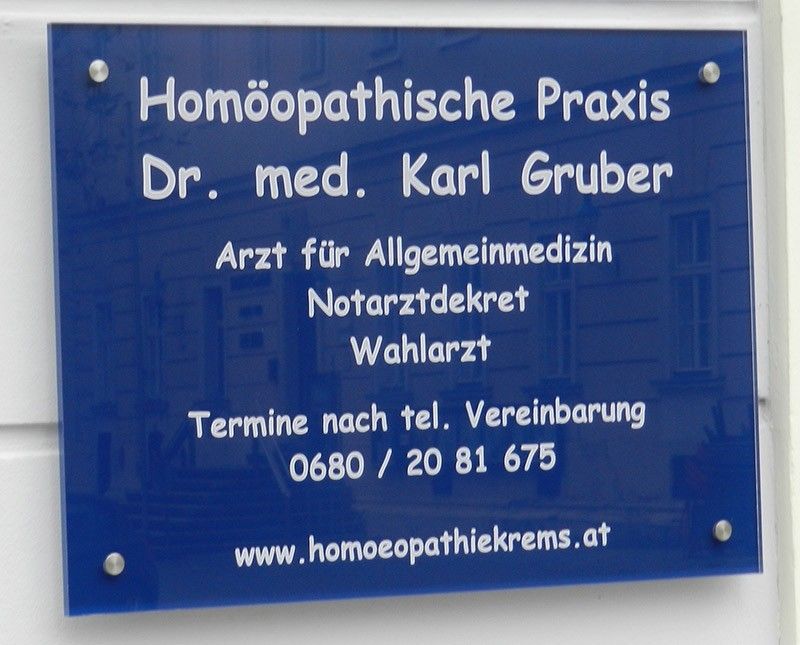 Homöopathische Praxis
Dr. med. Karl Gruber
Arzt für Allgemeinmedizin
Notarztdekret
Wahlarzt
Termine nach tel. Vereinbarung
0680 / 20 81 675
www.homoeopathiekrems.at